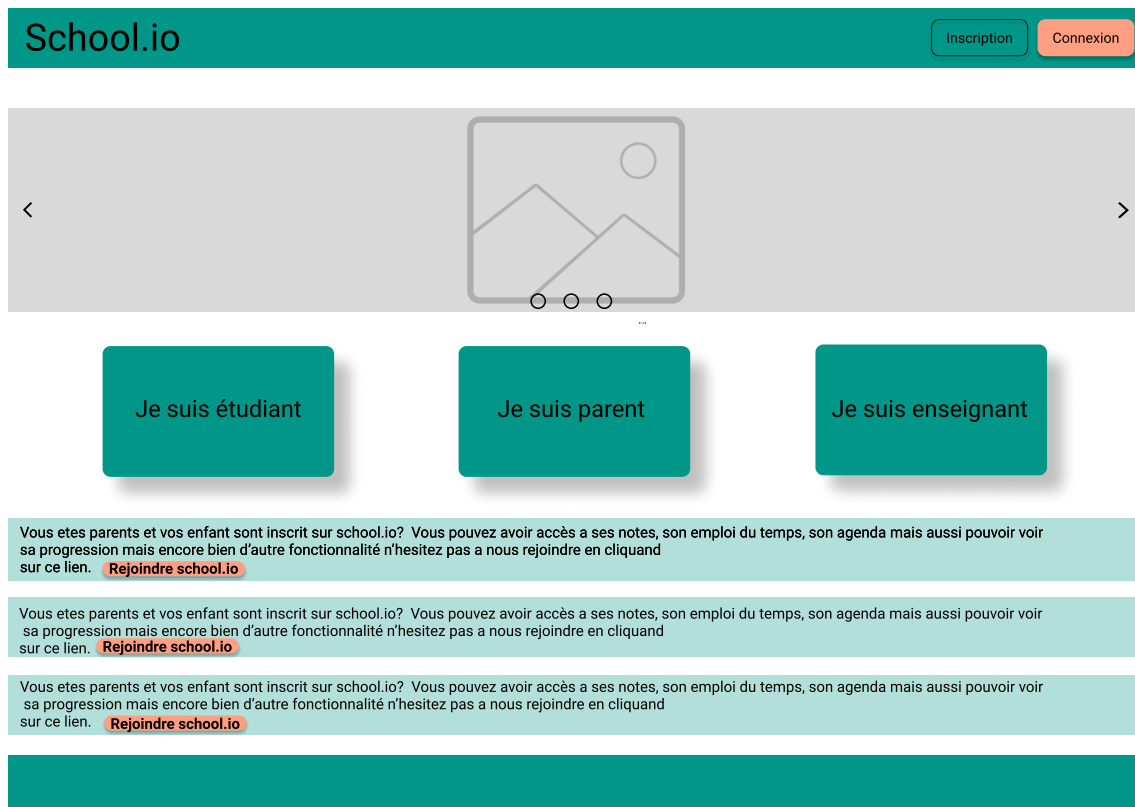 School.io
Inscription
Connexion
Je suis étudiant
Je suis parent
Je suis enseignant
Vous etes parents et vos enfant sont inscrit sur school.io?  Vous pouvez avoir accès a ses notes, son emploi du temps, son agenda mais aussi pouvoir voir
sa progression mais encore bien d’autre fonctionnalité n’hesitez pas a nous rejoindre en cliquand
sur ce lien. Rejoindre school.io
Vous etes parents et vos enfant sont inscrit sur school.io?  Vous pouvez avoir accès a ses notes, son emploi du temps, son agenda mais aussi pouvoir voir
sa progression mais encore bien d’autre fonctionnalité n’hesitez pas a nous rejoindre en cliquand
sur ce lien. Rejoindre school.io
Vous etes parents et vos enfant sont inscrit sur school.io?  Vous pouvez avoir accès a ses notes, son emploi du temps, son agenda mais aussi pouvoir voir
sa progression mais encore bien d’autre fonctionnalité n’hesitez pas a nous rejoindre en cliquand
sur ce lien. Rejoindre school.io